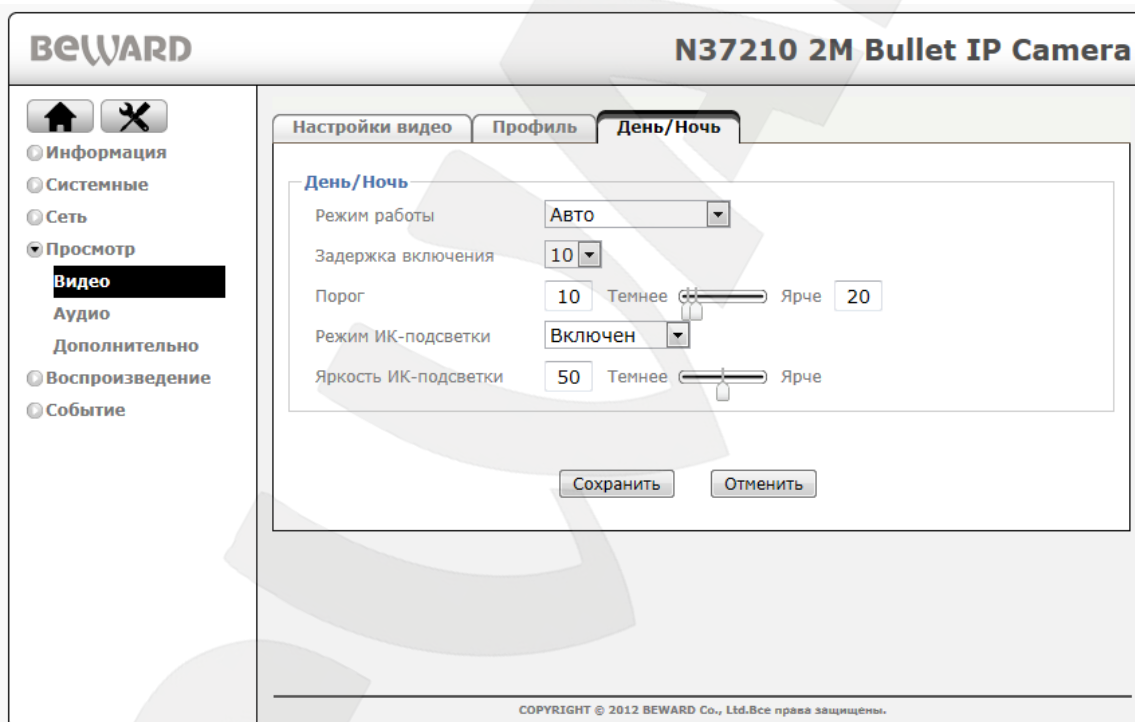 BEWARD
N37210 2M Bullet IP Camera
Информация
Системные
Сеть
Просмотр
Видео
Аудио
Дополнительно
Воспроизведение
Событие
Настройки видео Профиль День/Ночь
День/Ночь
Режим работы Авто
Задержка включения 10
Порог 10 Темнее Ярче 20
Режим ИК-подсветки Включен
Яркость ИК-подсветки 50 Темнее Ярче
Сохранить Отменить
COPYRIGHT © 2012 BEWARD Co., Ltd.Все права защищены.